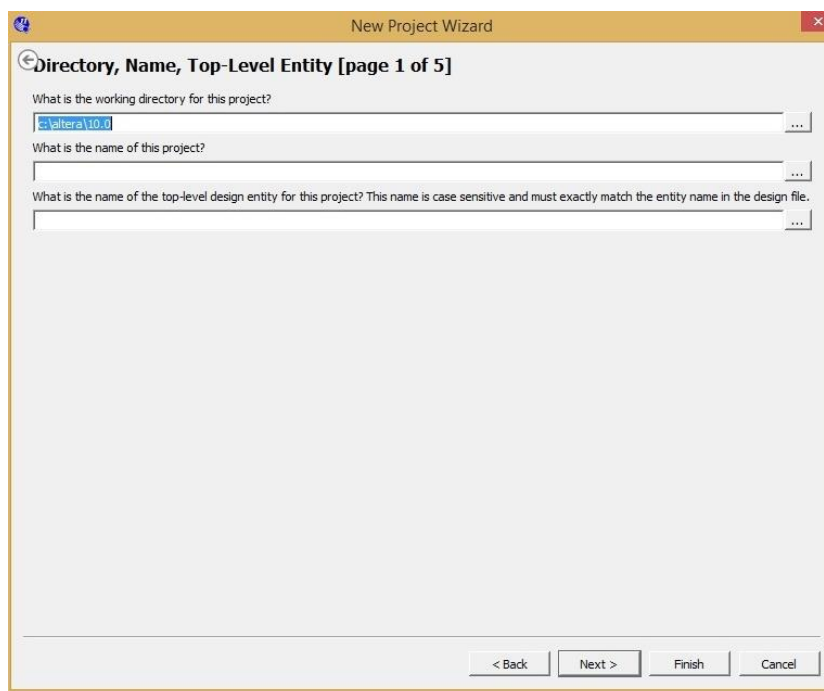 New Project Wizard
Directory, Name, Top-Level Entity [page 1 of 5]
What is the working directory for this project?
c:\altera\10.0
...
What is the name of this project?
...
What is the name of the top-level design entity for this project? This name is case sensitive and must exactly match the entity name in the design file.
...
< Back Next > Finish Cancel